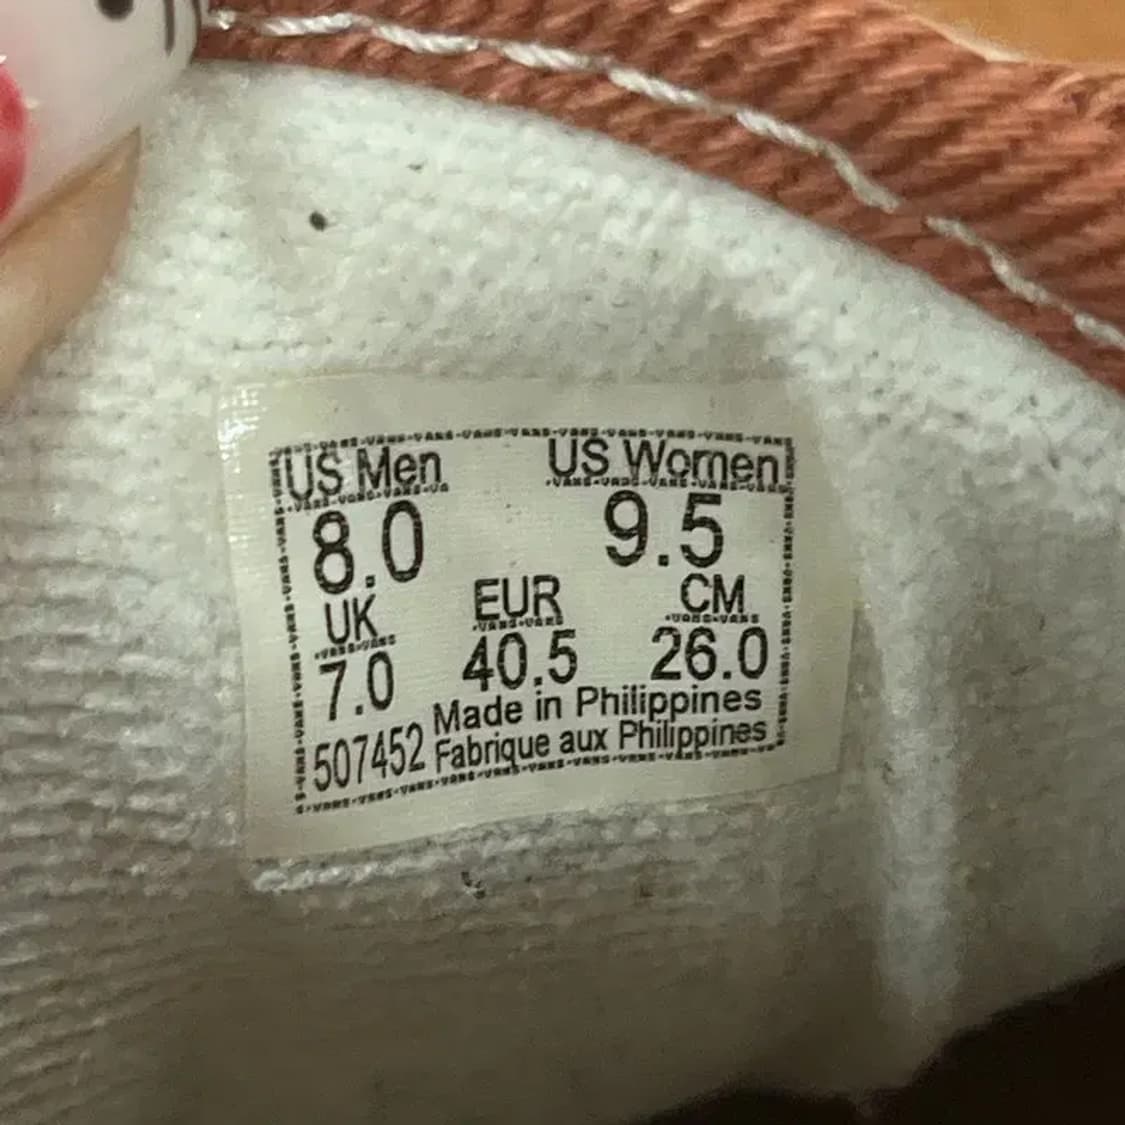 US Men US Women
8.0 9.5
UK EUR CM
7.0 40.5 26.0
Made in Philippines
507452 Fabrique aux Philippines